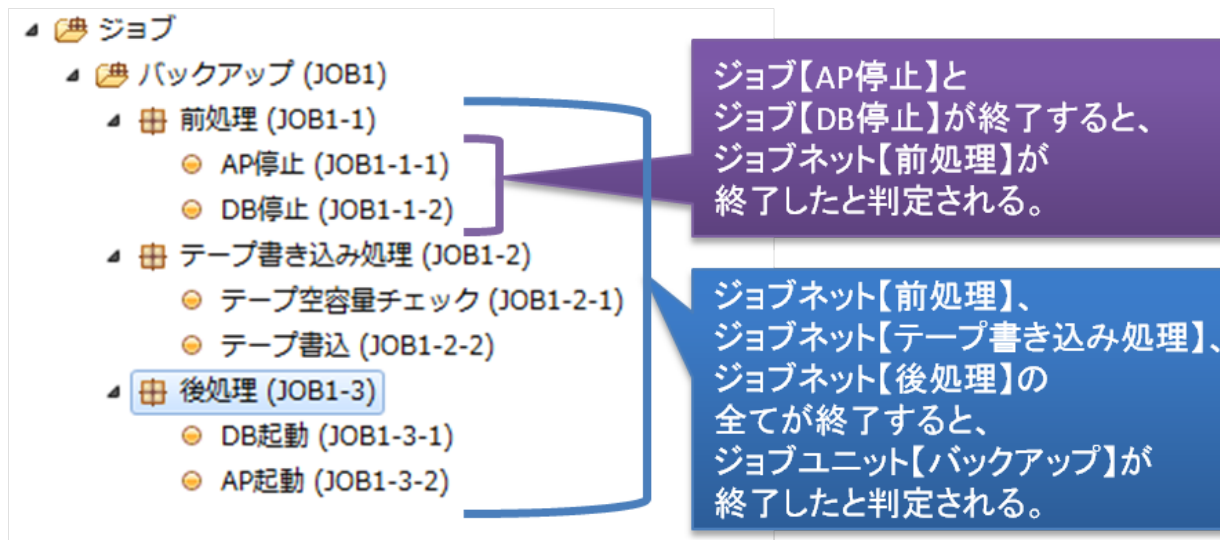 ジョブ
バックアップ (JOB1)
前処理 (JOB1-1)
AP停止 (JOB1-1-1)
DB停止 (JOB1-1-2)
テープ書き込み処理 (JOB1-2)
テープ空容量チェック (JOB1-2-1)
テープ書込 (JOB1-2-2)
後処理 (JOB1-3)
DB起動 (JOB1-3-1)
AP起動 (JOB1-3-2)
ジョブ【AP停止】と
ジョブ【DB停止】が終了すると、
ジョブネット【前処理】が
終了したと判定される。
ジョブネット【前処理】、
ジョブネット【テープ書き込み処理】、
ジョブネット【後処理】の
全てが終了すると、
ジョブユニット【バックアップ】が
終了したと判定される。